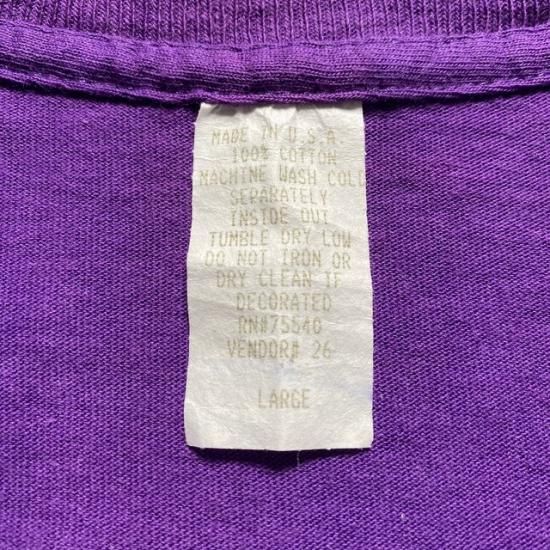 MADE IN U.S.A.
100% COTTON
MACHINE WASH COLD
SEPARATELY
INSIDE OUT
TUMBLE DRY LOW
DO NOT IRON OR
DRY CLEAN IF
DECORATED
RN#75540
VENDOR# 26
LARGE